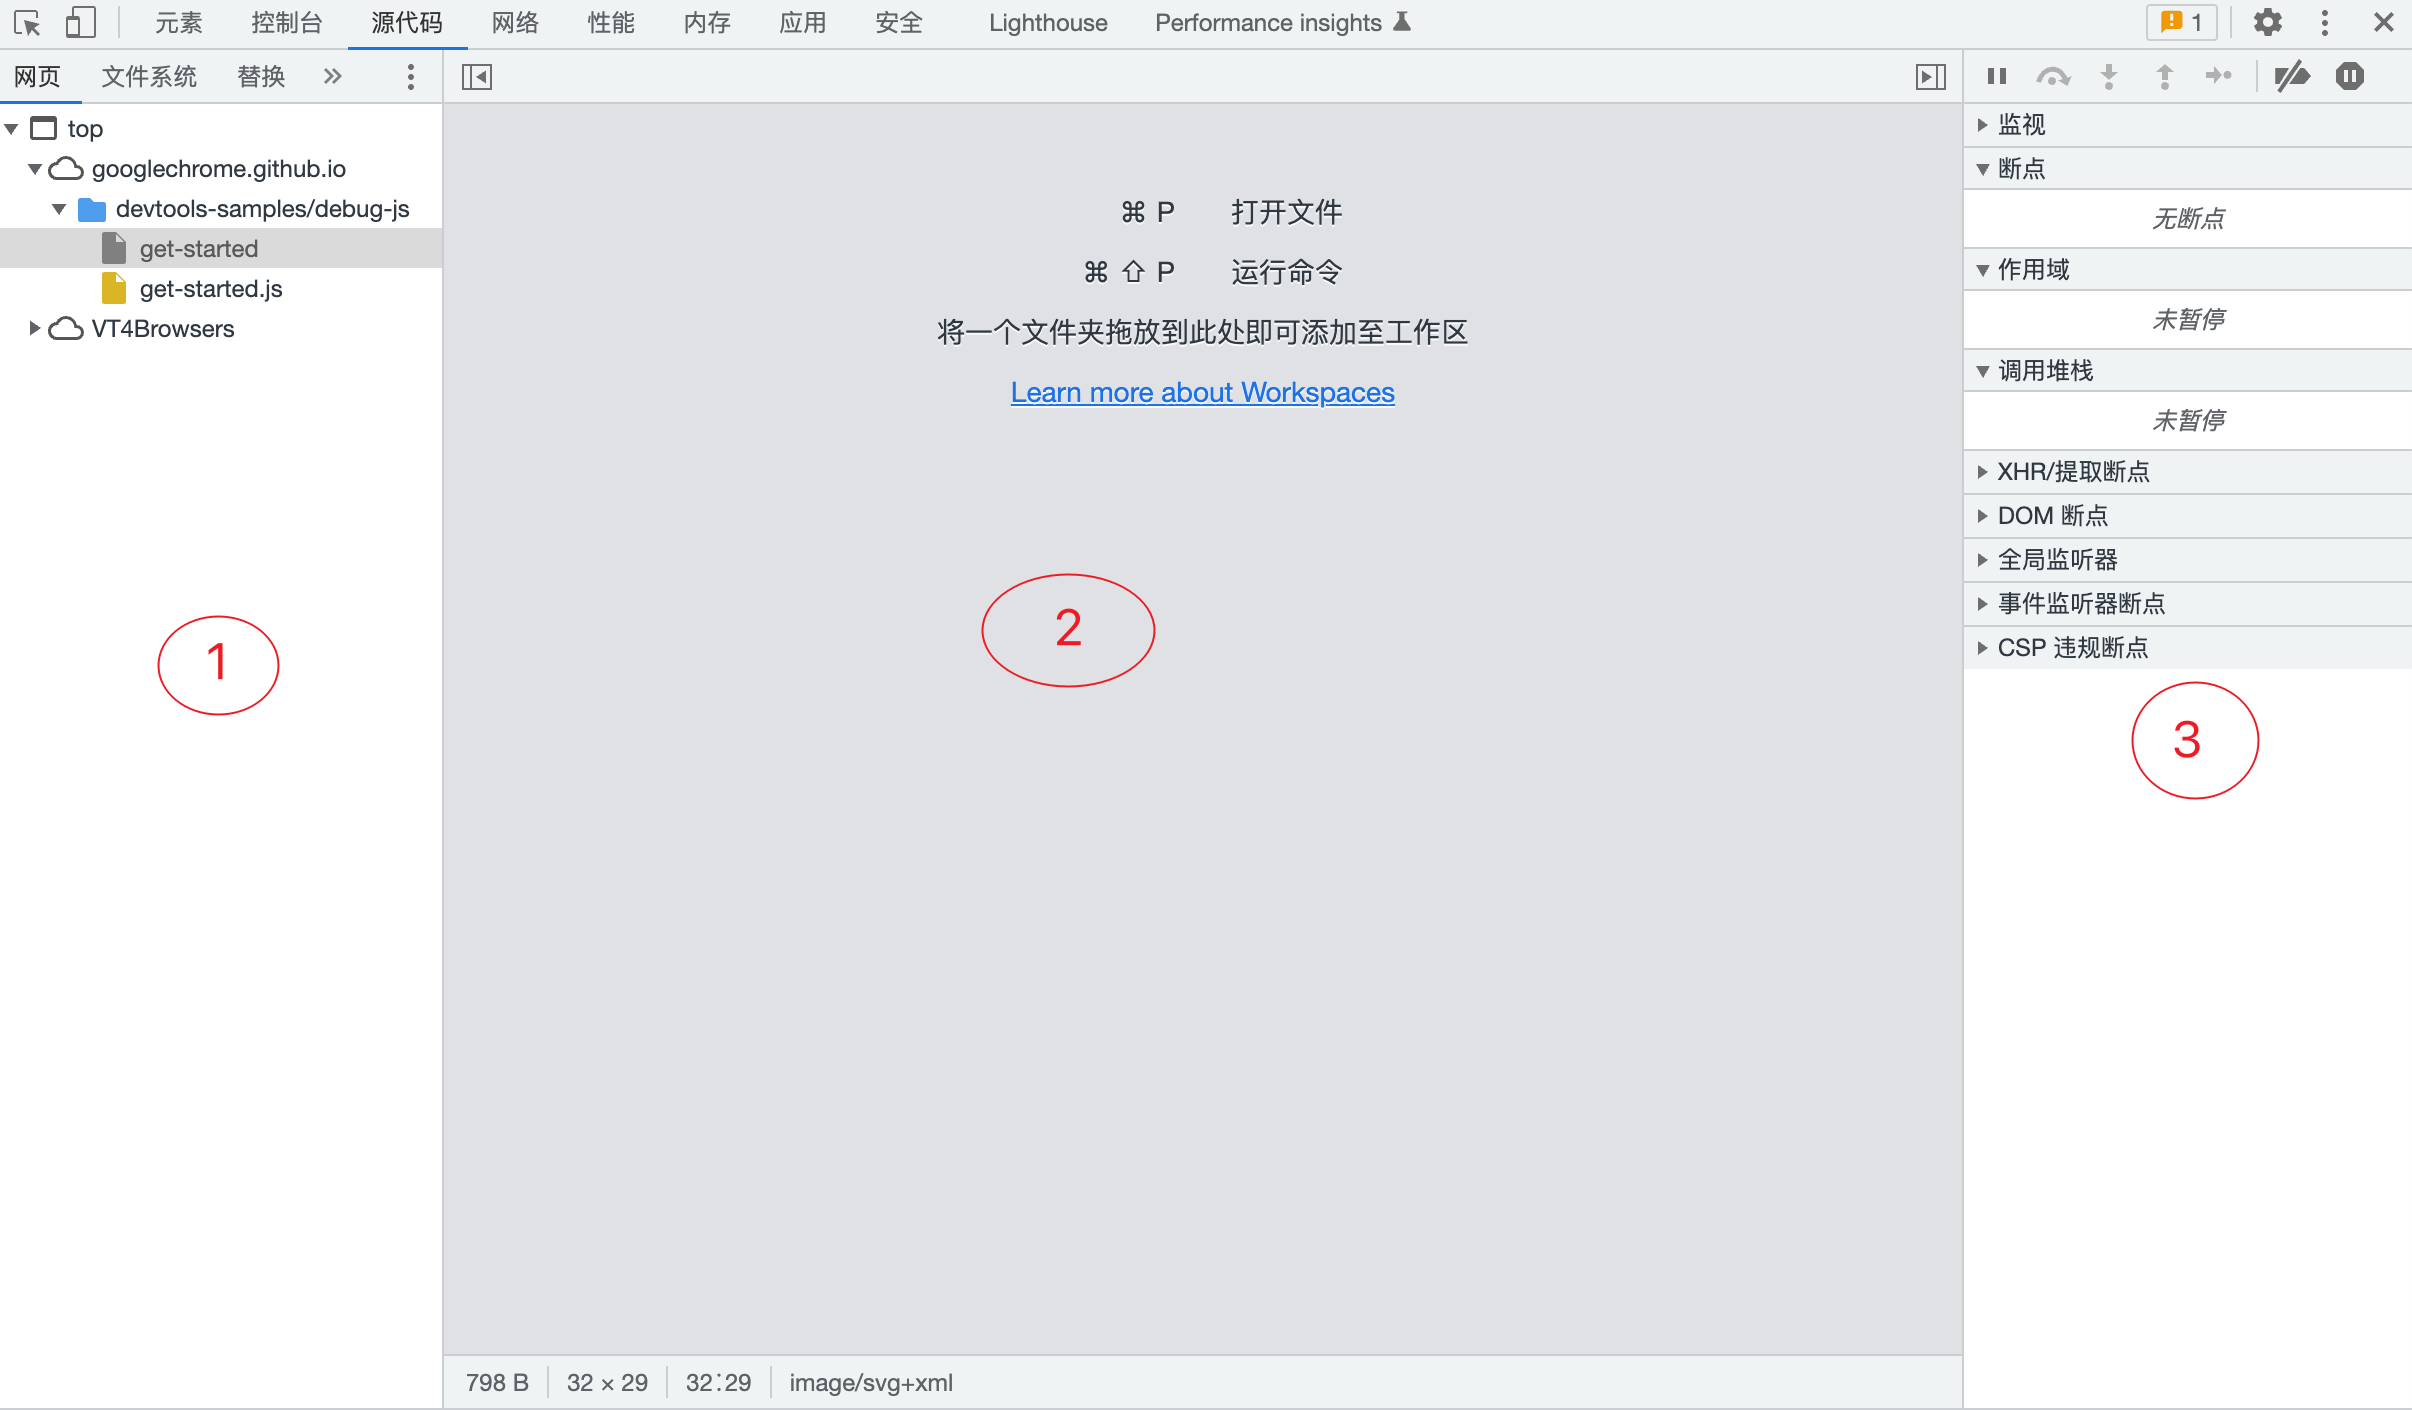 元素 控制台 源代码 网络 性能 内存 应用 安全 Lighthouse Performance insights 1
网页 文件系统 替换
top
googlechrome.github.io
devtools-samples/debug-js
get-started
get-started.js
VT4Browsers
1
⌘ P 打开文件
⌘ ⇧ P 运行命令
将一个文件夹拖放到此处即可添加至工作区
Learn more about Workspaces
2
798 B 32 × 29 32:29 image/svg+xml
监视
断点
无断点
作用域
未暂停
调用堆栈
未暂停
XHR/提取断点
DOM 断点
全局监听器
事件监听器断点
CSP 违规断点
3